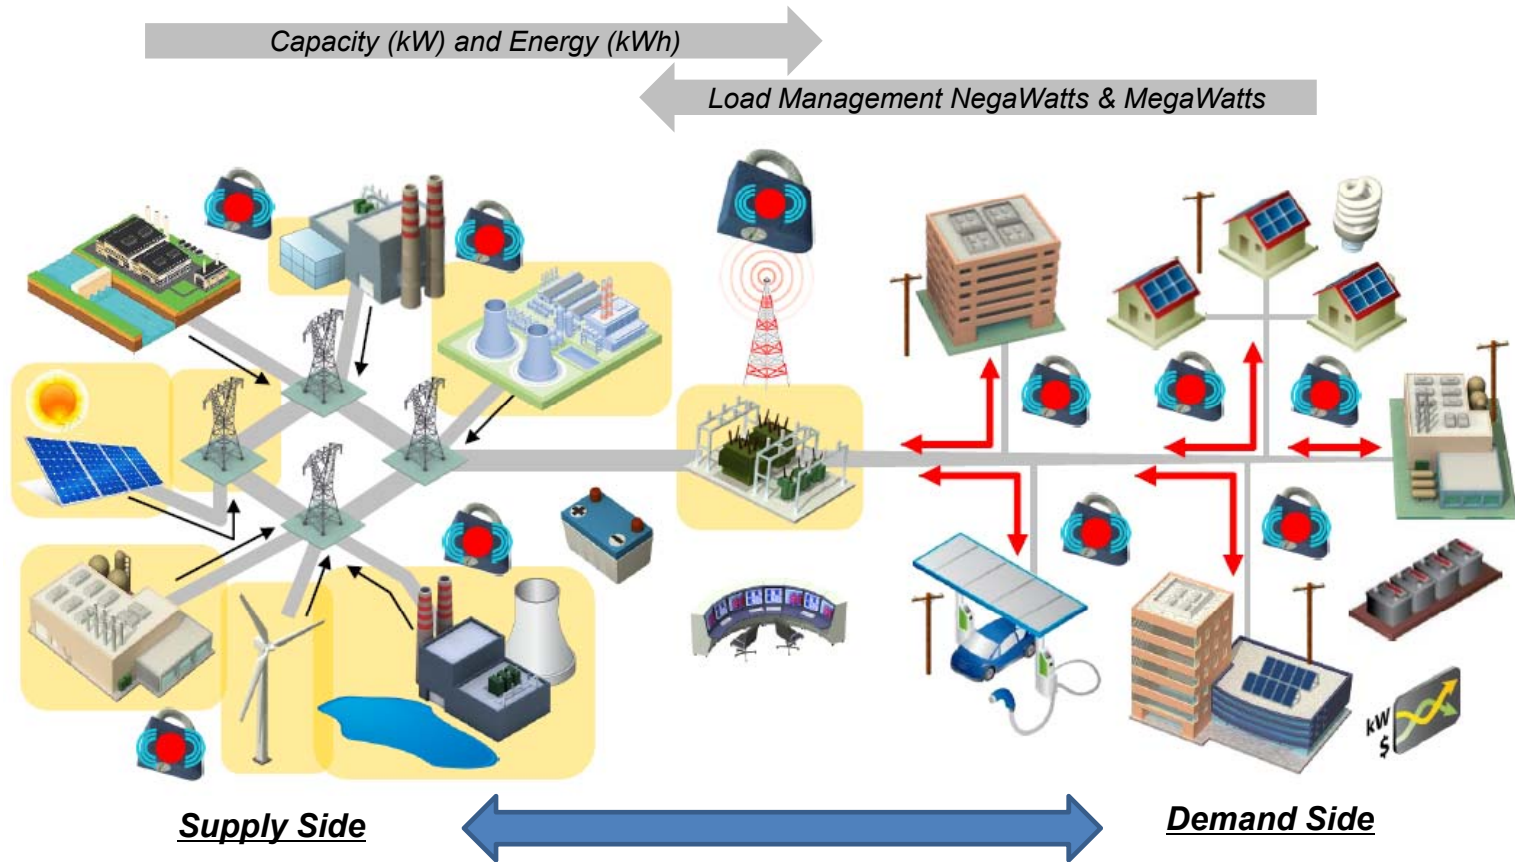 Capacity (kW) and Energy (kWh)
Load Management NegaWatts & MegaWatts
kW
$
Supply Side
Demand Side